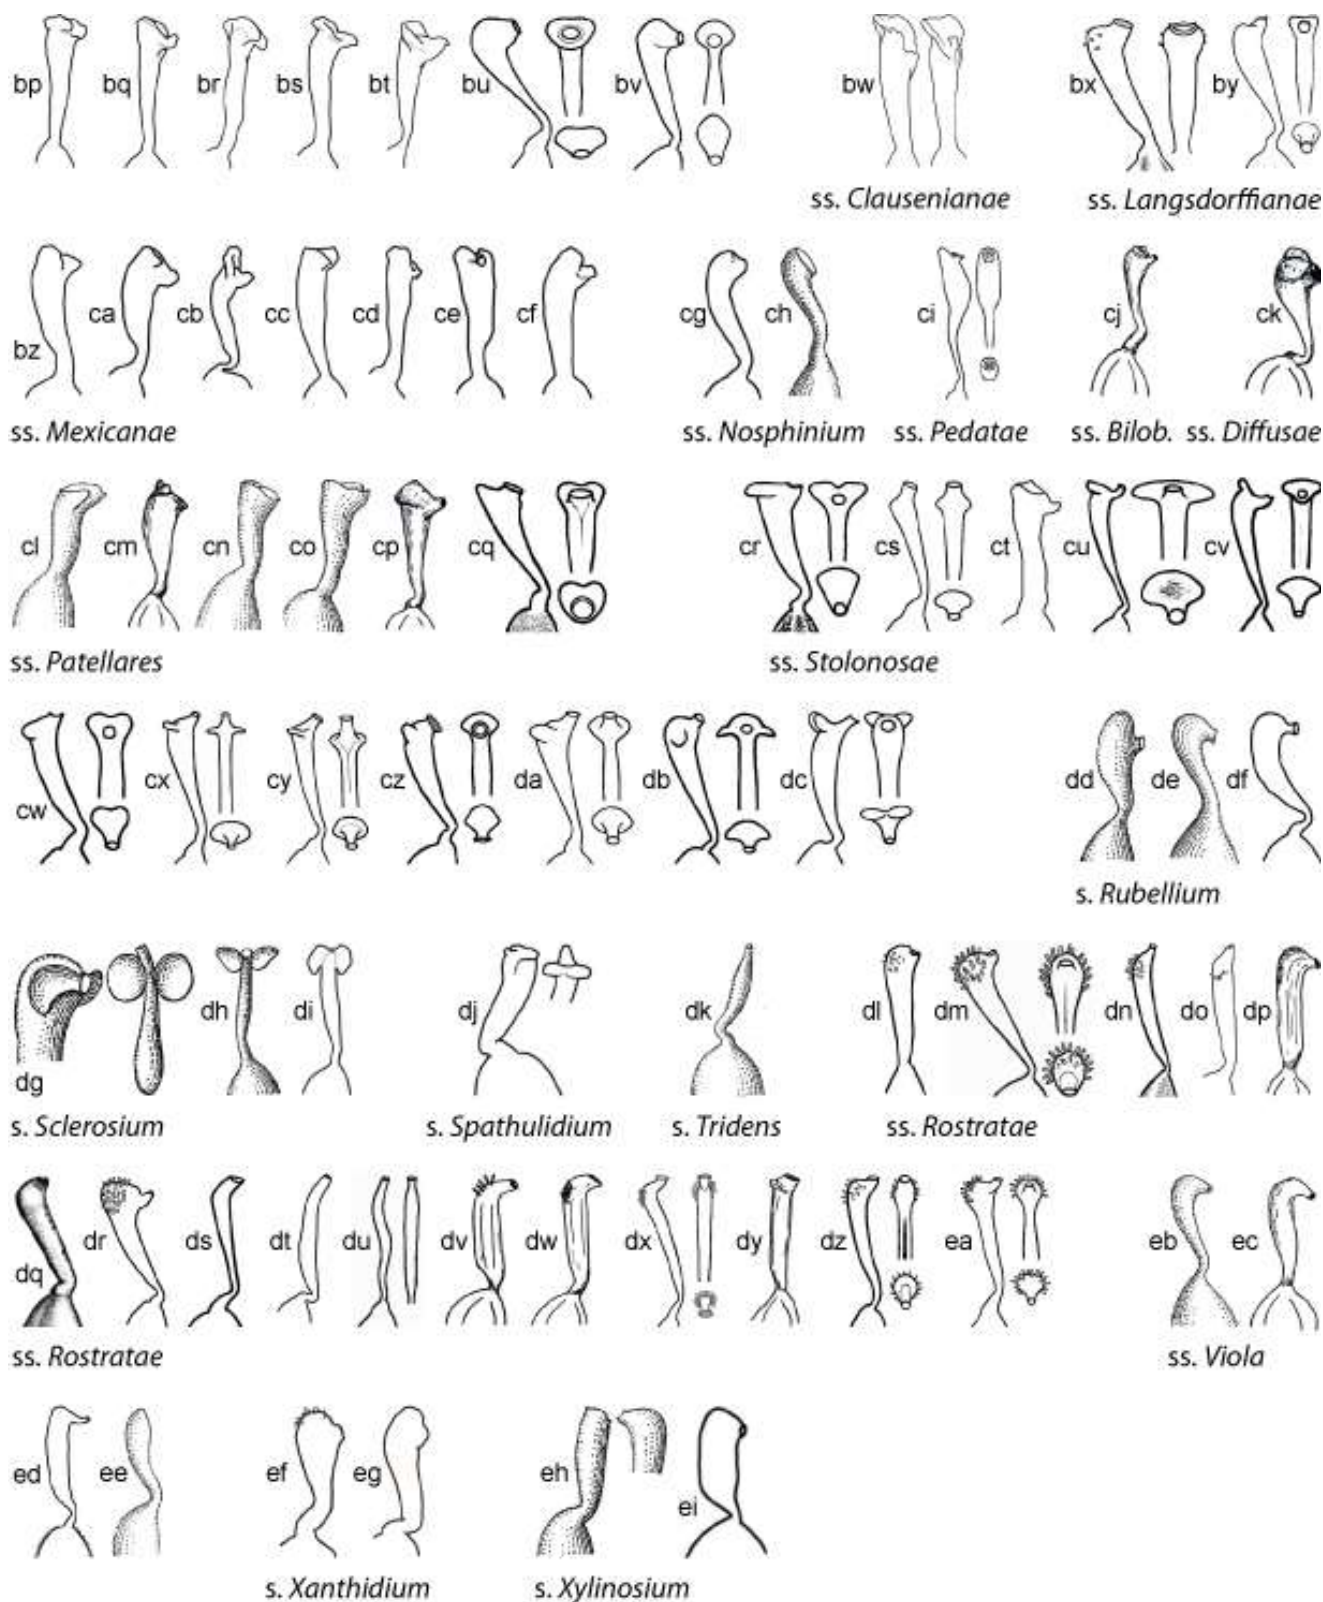 bp bq br bs bt bu bv bw bx by
ss. Clausenianae ss. Langsdorffianae
bz ca cb cc cd ce cf cg ch ci cj ck
ss. Mexicanae ss. Nosphinium ss. Pedatae ss. Bilob. ss. Diffusae
cl cm cn co cp cq cr cs ct cu cv
ss. Patellares ss. Stolonosae
cw cx cy cz da db dc dd de df
s. Rubellium
dg dh di dj dk dl dm dn do dp
s. Sclerosium s. Spathulidium s. Tridens ss. Rostratae
dq dr ds dt du dv dw dx dy dz ea eb ec
ss. Rostratae ss. Viola
ed ee ef eg eh ei
s. Xanthidium s. Xylinosium